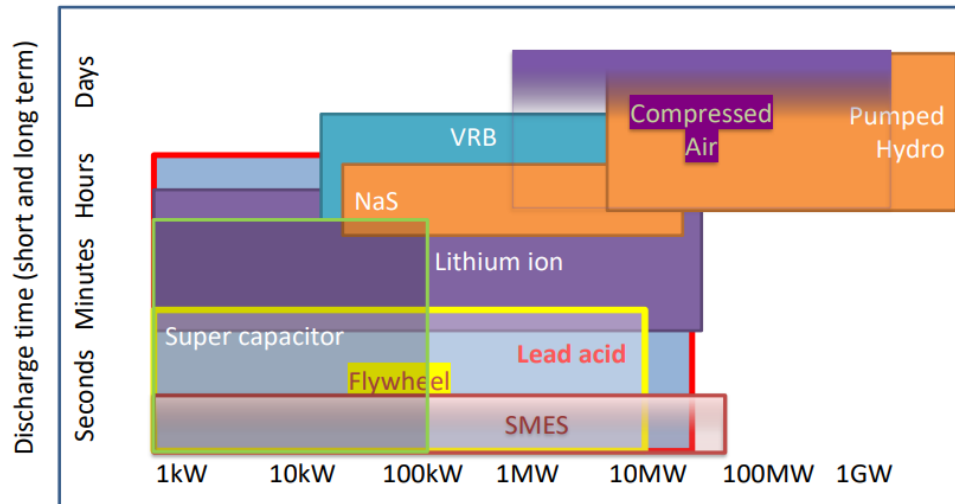 Discharge time (short and long term)
Days
Hours
Minutes
Seconds
Compressed
Air
Pumped
Hydro
VRB
NaS
Lithium ion
Super capacitor
Lead acid
Flywheel
SMES
1kW 10kW 100kW 1MW 10MW 100MW 1GW